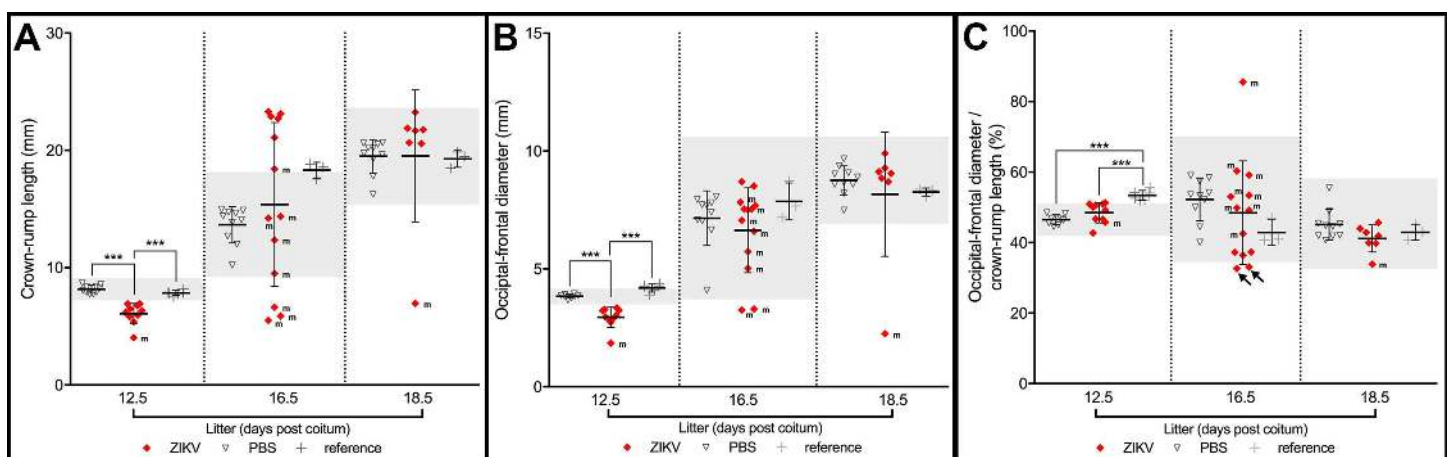 A
Crown-rump length (mm)
30
20
10
0
***
***
m
m
m
m
m
m
m
m
m
12.5
16.5
18.5
Litter (days post coitum)
ZIKV
PBS
reference
B
Occiptal-frontal diameter (mm)
15
10
5
0
***
***
m
m
m
m
m
m
m
m
m
12.5
16.5
18.5
Litter (days post coitum)
ZIKV
PBS
reference
C
Occipital-frontal diameter /
crown-rump length (%)
100
80
60
40
20
0
***
***
m
m
m
m
m
m
m
m
m
12.5
16.5
18.5
Litter (days post coitum)
ZIKV
PBS
reference